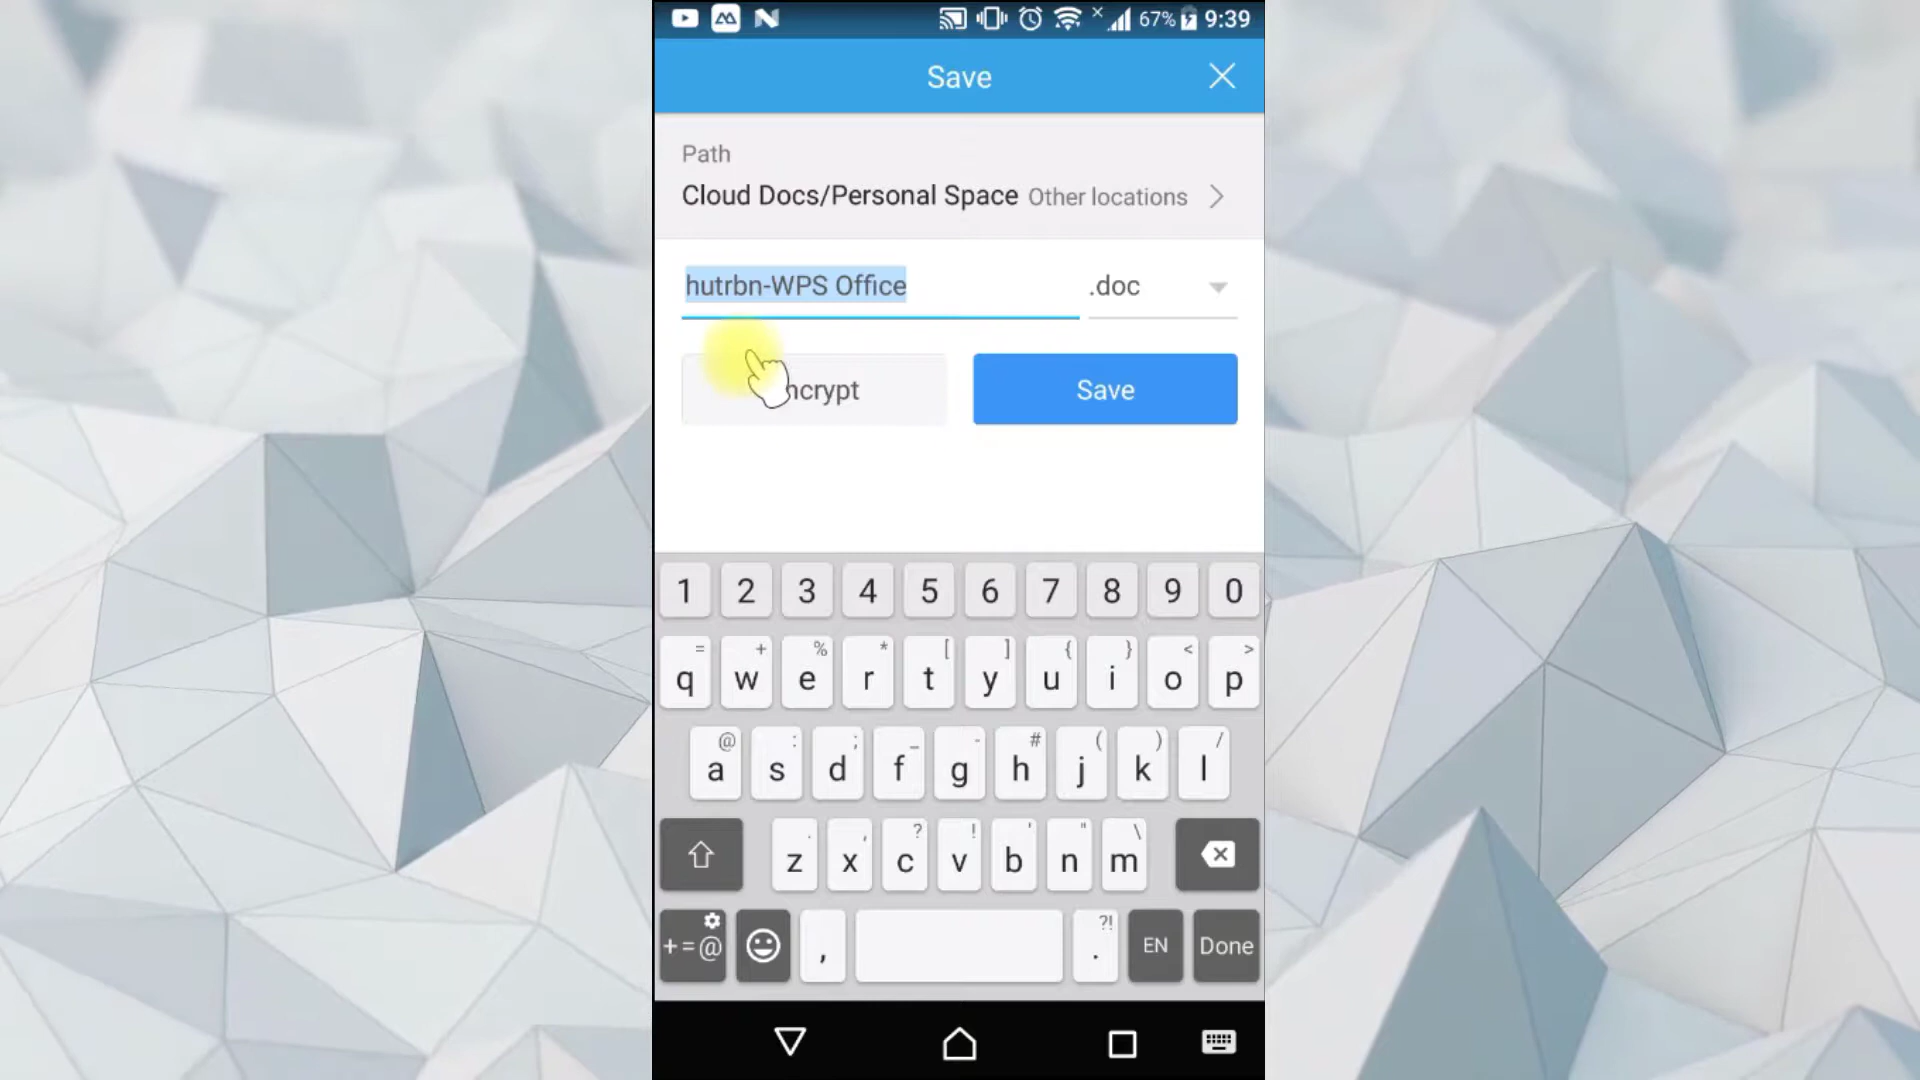 67% 9:39
Save
Path
Cloud Docs/Personal Space Other locations
hutrbn-WPS Office .doc
ncrypt Save
1 2 3 4 5 6 7 8 9 0
= + % * [ ] { } < >
q w e r t y u i o p
@ : ; _ - # ( ) /
a s d f g h j k l
. , ? ! ' " \
z x c v b n m
?!
+=@ , . EN Done